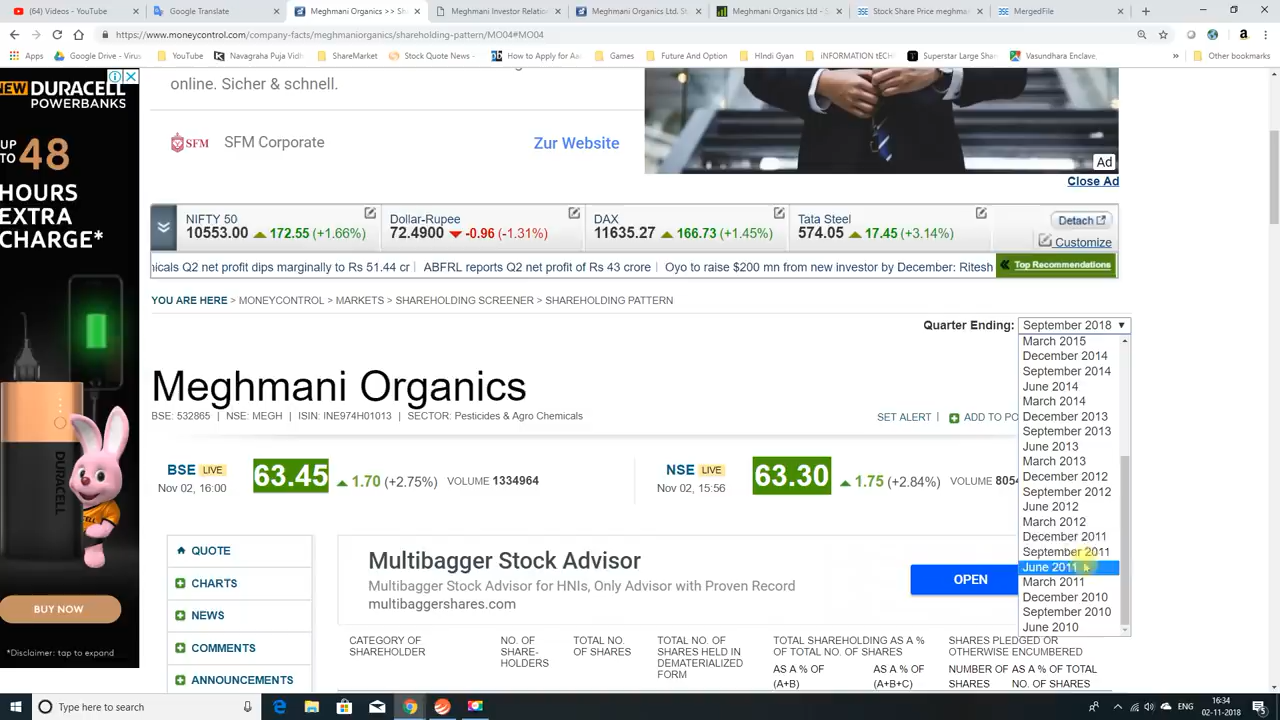 (45) Videos - YouTube
Google Translate
Meghmani Organics >> Sh
Meghmani Investor Relatio
Meghmani Organics Ltd. St
Meghmani Organics Ltd - S
Stock Share Price meghma
MergedFile
https://www.moneycontrol.com/company-facts/meghmaniorganics/shareholding-pattern/MO04#MO04
Apps
Google Drive - Virus
YouTube
Navagraha Puja Vidh
ShareMarket
Stock Quote News -
How to Apply for Aa
Games
Future And Option
HIndi Gyan
iNFORMATION tECH
Superstar Large Shar
Vasundhara Enclave,
Other bookmarks
NEW DURACELL
POWERBANKS
UP TO 48
HOURS
EXTRA
CHARGE*
DURACELL
BUY NOW
*Disclaimer: tap to expand
online. Sicher & schnell.
SFM
SFM Corporate
Zur Website
Ad
Close Ad
NIFTY 50
10553.00 172.55 (+1.66%)
Dollar-Rupee
72.4900 -0.96 (-1.31%)
DAX
11635.27 166.73 (+1.45%)
Tata Steel
574.05 17.45 (+3.14%)
Detach
Customize
icals Q2 net profit dips marginally to Rs 51.44 cr | ABFRL reports Q2 net profit of Rs 43 crore | Oyo to raise $200 mn from new investor by December: Ritesh
Top Recommendations
YOU ARE HERE > MONEYCONTROL > MARKETS > SHAREHOLDING SCREENER > SHAREHOLDING PATTERN
Quarter Ending: September 2018
March 2015
December 2014
September 2014
June 2014
March 2014
December 2013
September 2013
June 2013
March 2013
December 2012
September 2012
June 2012
March 2012
December 2011
September 2011
June 2011
March 2011
December 2010
September 2010
June 2010
Meghmani Organics
BSE: 532865 | NSE: MEGH | ISIN: INE974H01013 | SECTOR: Pesticides & Agro Chemicals
SET ALERT | ADD TO PO
BSE LIVE
Nov 02, 16:00
63.45
1.70 (+2.75%) VOLUME 1334964
NSE LIVE
Nov 02, 15:56
63.30
1.75 (+2.84%) VOLUME 8054
QUOTE
CHARTS
NEWS
COMMENTS
ANNOUNCEMENTS
Multibagger Stock Advisor
Multibagger Stock Advisor for HNIs, Only Advisor with Proven Record
multibaggershares.com
OPEN
CATEGORY OF SHAREHOLDER
NO. OF SHARE-HOLDERS
TOTAL NO. OF SHARES
TOTAL NO. OF SHARES HELD IN DEMATERIALIZED FORM
TOTAL SHAREHOLDING AS A % OF TOTAL NO. OF SHARES
AS A % OF (A+B)
AS A % OF (A+B+C)
SHARES PLEDGED OR OTHERWISE ENCUMBERED
NUMBER OF SHARES
AS A % OF TOTAL NO. OF SHARES
Type here to search
16:34
02-11-2018